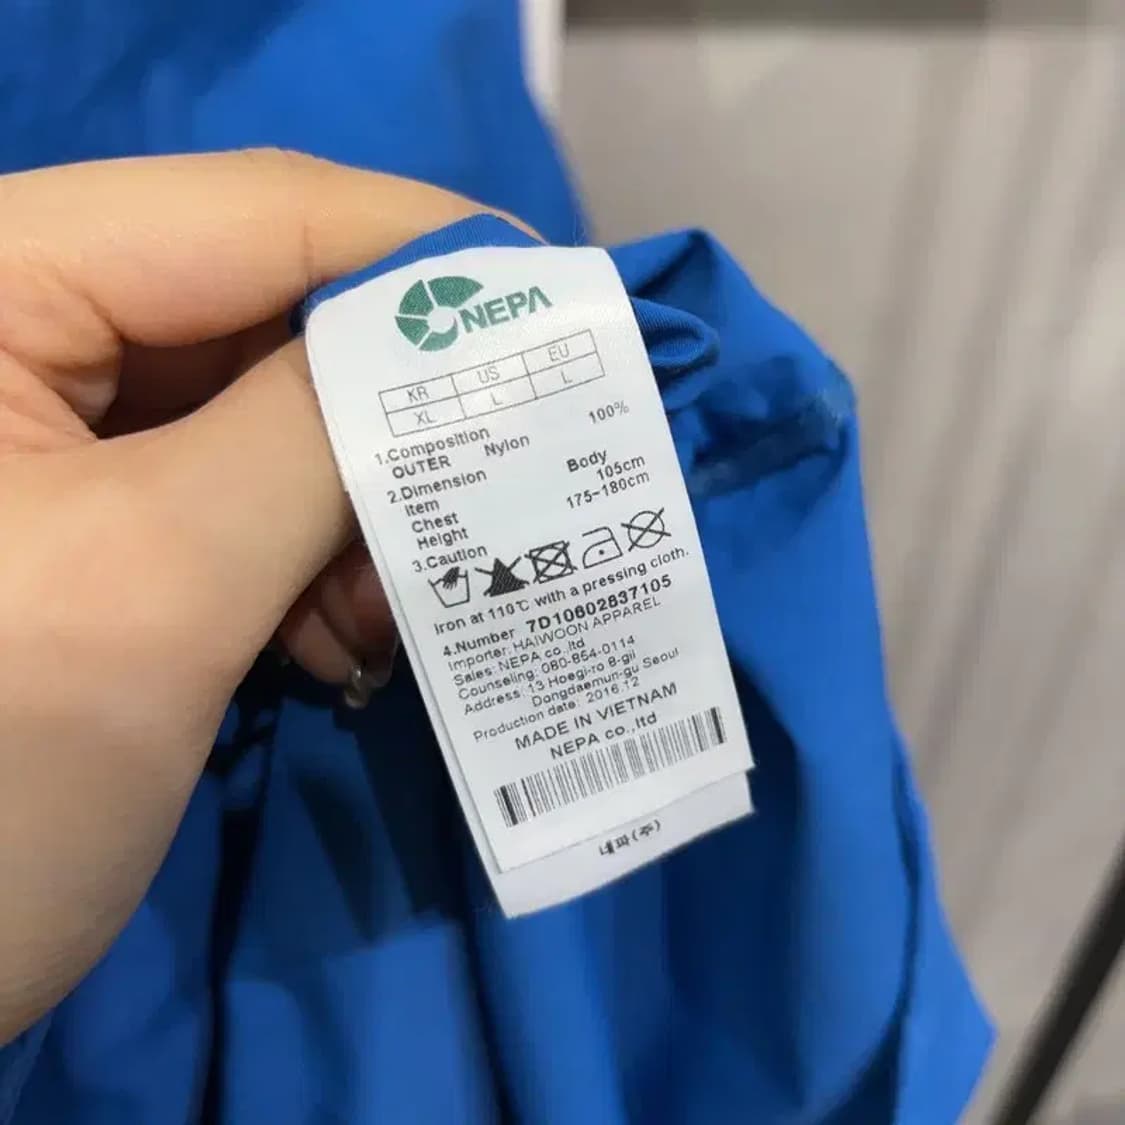 NEPA
KR US EU
XL L L
1.Composition
OUTER Nylon 100%
2.Dimension
Item Body
Chest 105cm
Height 175-180cm
3.Caution
Iron at 110℃ with a pressing cloth.
4.Number 7D10602837105
Importer: HAIWOON APPAREL
Sales: NEPA co.,ltd
Counseling: 080-854-0114
Address: 13 Hoegi-ro 8-gil
Dongdaemun-gu Seoul
Production date: 2016.12
MADE IN VIETNAM
NEPA co.,ltd